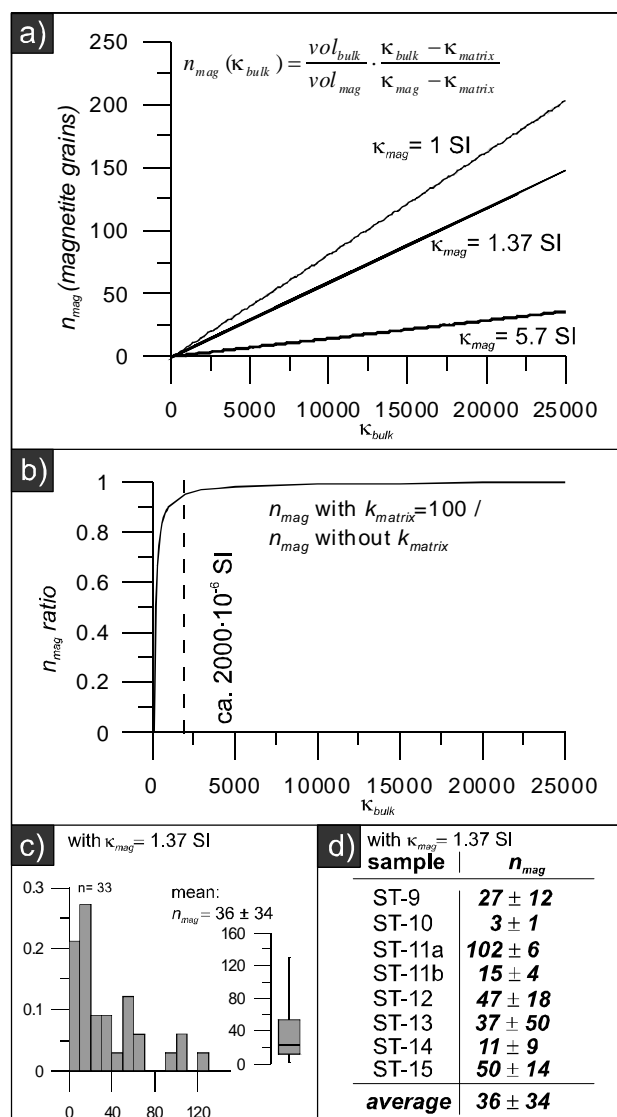 a)
250
200
150
100
50
0
n_mag (magnetite grains)
n_mag (κ_bulk) = vol_bulk / vol_mag · κ_bulk − κ_matrix / κ_mag − κ_matrix
κ_mag= 1 SI
κ_mag= 1.37 SI
κ_mag= 5.7 SI
0 5000 10000 15000 20000 25000
κ_bulk
b)
1
0.8
0.6
0.4
0.2
0
n_mag ratio
n_mag with k_matrix=100 /
n_mag without k_matrix
ca. 2000·10⁻⁶ SI
0 5000 10000 15000 20000 25000
κ_bulk
c)
with κ_mag= 1.37 SI
0.3
0.2
0.1
0
n= 33
0 40 80 120
mean:
n_mag = 36 ± 34
160
120
80
40
0
d)
with κ_mag= 1.37 SI
sample n_mag
ST-9 27 ± 12
ST-10 3 ± 1
ST-11a 102 ± 6
ST-11b 15 ± 4
ST-12 47 ± 18
ST-13 37 ± 50
ST-14 11 ± 9
ST-15 50 ± 14
average 36 ± 34